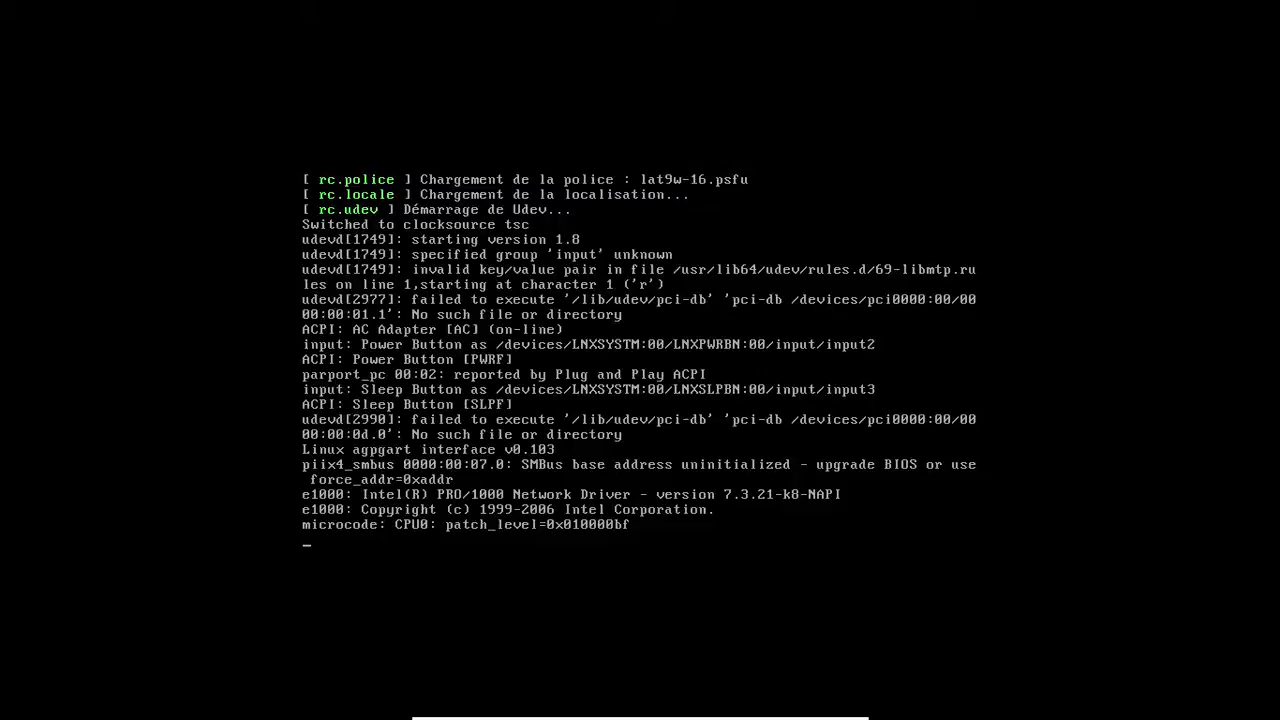 [ rc.police ] Chargement de la police : lat9w-16.psfu
[ rc.locale ] Chargement de la localisation...
[ rc.udev ] Démarrage de Udev...
Switched to clocksource tsc
udevd[1749]: starting version 1.8
udevd[1749]: specified group 'input' unknown
udevd[1749]: invalid key/value pair in file /usr/lib64/udev/rules.d/69-libmtp.ru
les on line 1,starting at character 1 ('r')
udevd[2977]: failed to execute '/lib/udev/pci-db' 'pci-db /devices/pci0000:00/00
00:00:01.1': No such file or directory
ACPI: AC Adapter [AC] (on-line)
input: Power Button as /devices/LNXSYSTM:00/LNXPWRBN:00/input/input2
ACPI: Power Button [PWRF]
parport_pc 00:02: reported by Plug and Play ACPI
input: Sleep Button as /devices/LNXSYSTM:00/LNXSLPBN:00/input/input3
ACPI: Sleep Button [SLPF]
udevd[2990]: failed to execute '/lib/udev/pci-db' 'pci-db /devices/pci0000:00/00
00:00:0d.0': No such file or directory
Linux agpgart interface v0.103
piix4_smbus 0000:00:07.0: SMBus base address uninitialized - upgrade BIOS or use
 force_addr=0xaddr
e1000: Intel(R) PRO/1000 Network Driver - version 7.3.21-k8-NAPI
e1000: Copyright (c) 1999-2006 Intel Corporation.
microcode: CPU0: patch_level=0x010000bf